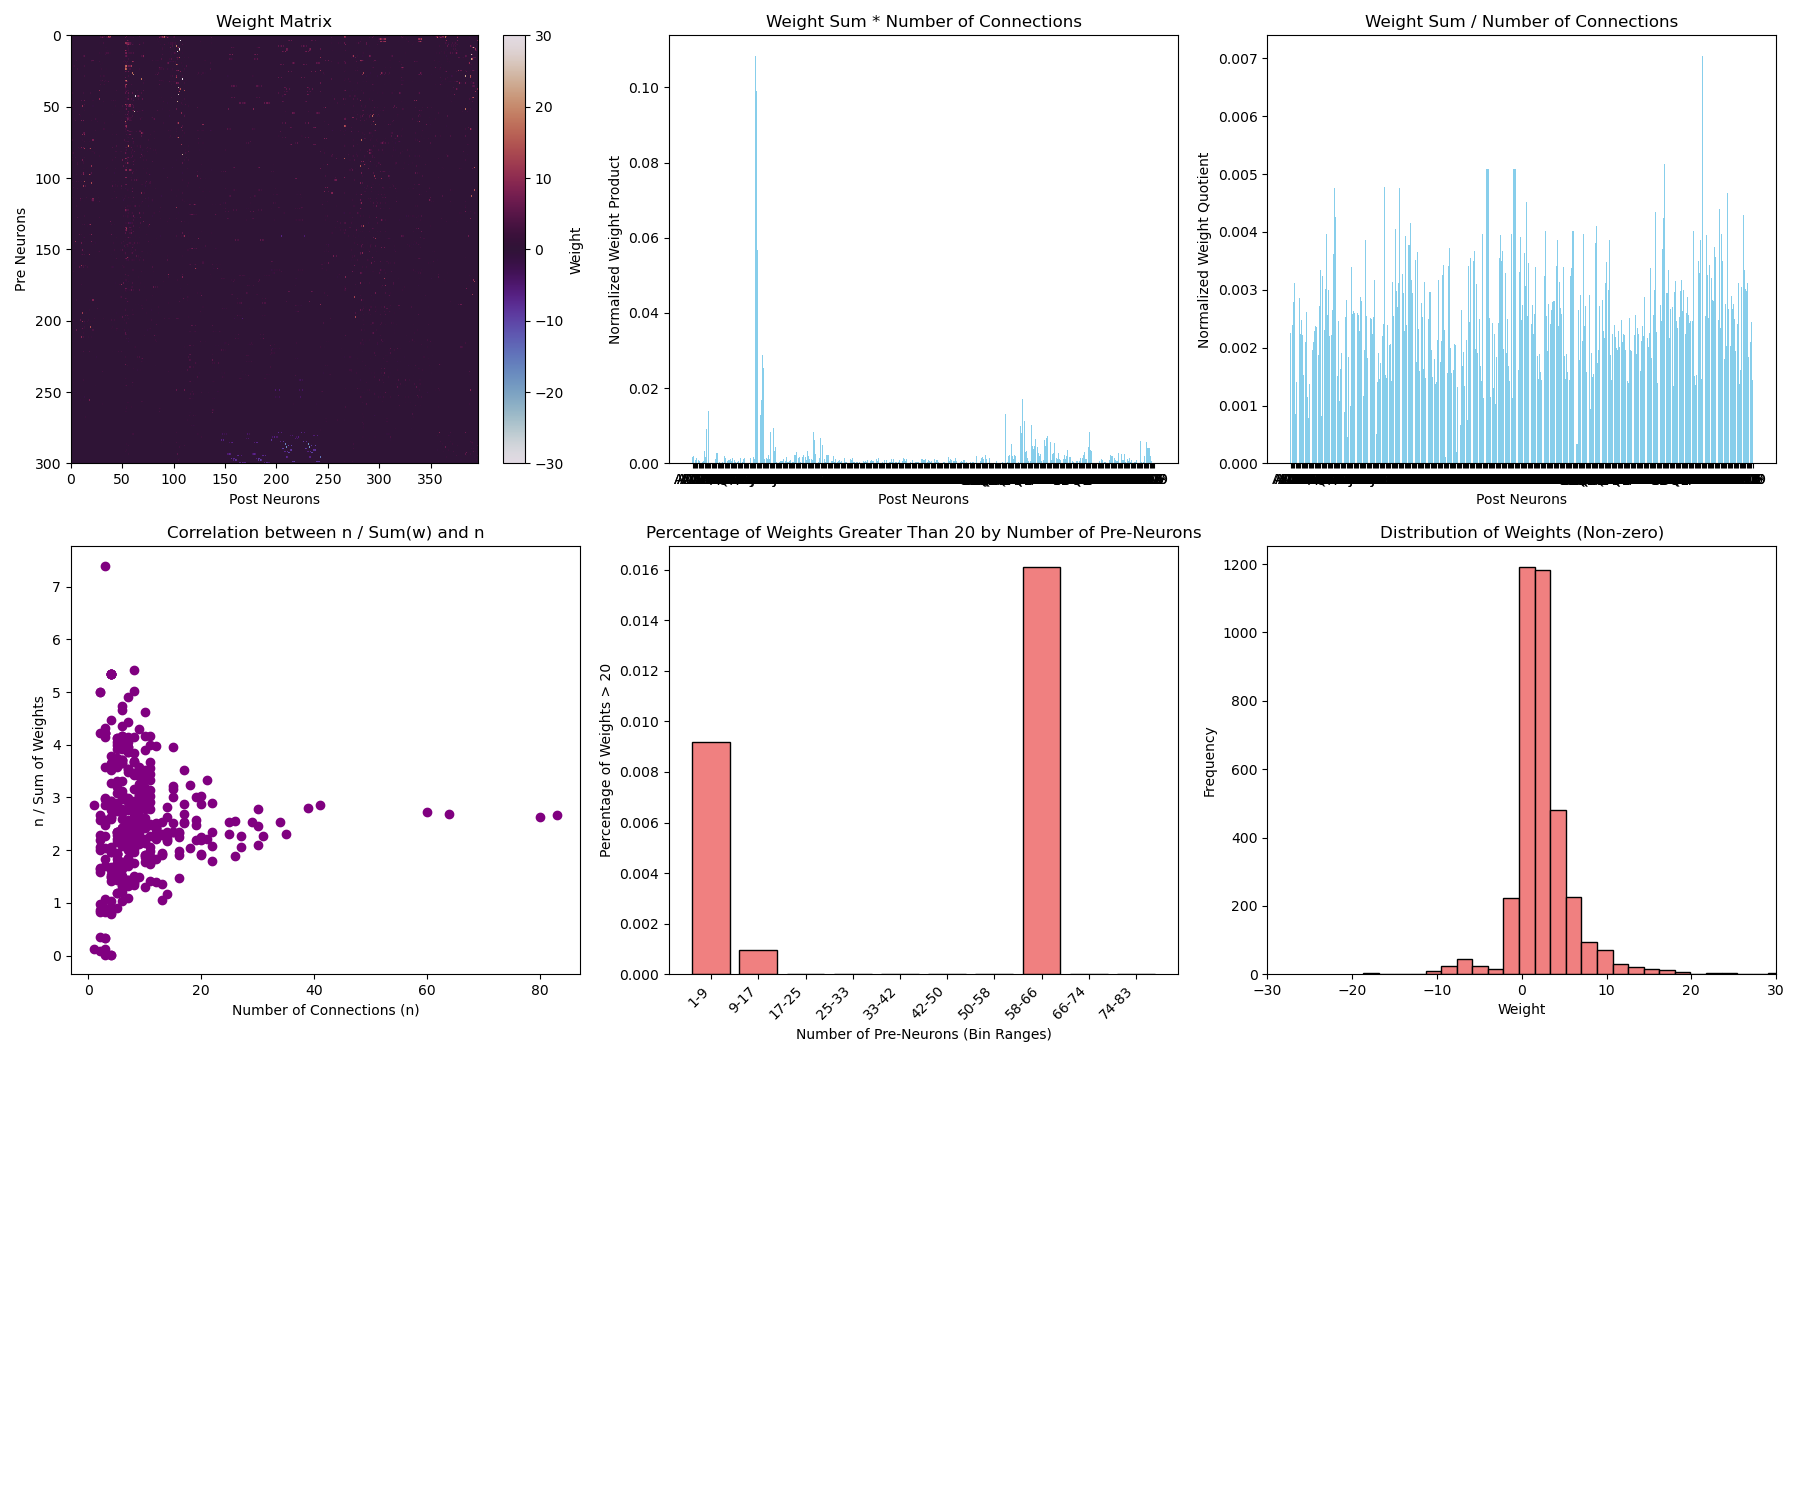 Weight Matrix
Pre Neurons
0
50
100
150
200
250
300
0 50 100 150 200 250 300 350
Post Neurons
30
20
10
0
−10
−20
−30
Weight
Weight Sum * Number of Connections
Normalized Weight Product
0.10
0.08
0.06
0.04
0.02
0.00
Post Neurons
Weight Sum / Number of Connections
Normalized Weight Quotient
0.007
0.006
0.005
0.004
0.003
0.002
0.001
0.000
Post Neurons
Correlation between n / Sum(w) and n
n / Sum of Weights
7
6
5
4
3
2
1
0
0 20 40 60 80
Number of Connections (n)
Percentage of Weights Greater Than 20 by Number of Pre-Neurons
Percentage of Weights > 20
0.016
0.014
0.012
0.010
0.008
0.006
0.004
0.002
0.000
1-9 9-17 17-25 25-33 33-42 42-50 50-58 58-66 66-74 74-83
Number of Pre-Neurons (Bin Ranges)
Distribution of Weights (Non-zero)
Frequency
1200
1000
800
600
400
200
0
−30 −20 −10 0 10 20 30
Weight